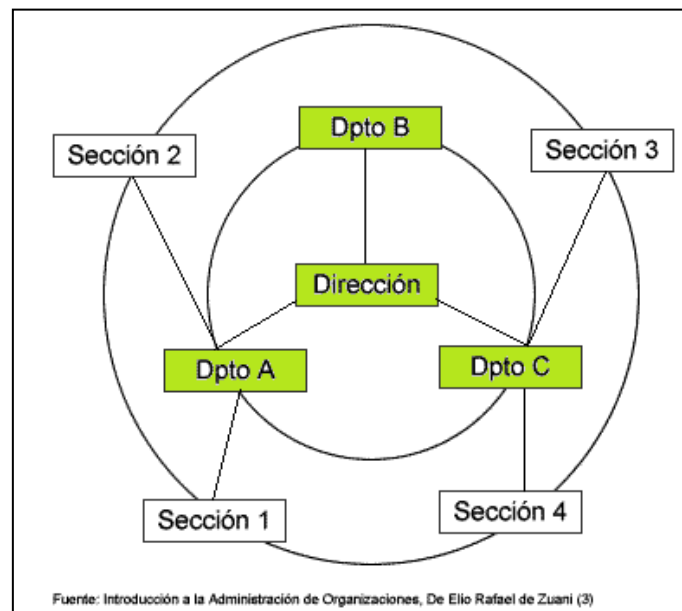 Dpto B
Sección 2
Sección 3
Dirección
Dpto A
Dpto C
Sección 1
Sección 4
Fuente: Introducción a la Administración de Organizaciones, De Elio Rafael de Zuani (3)